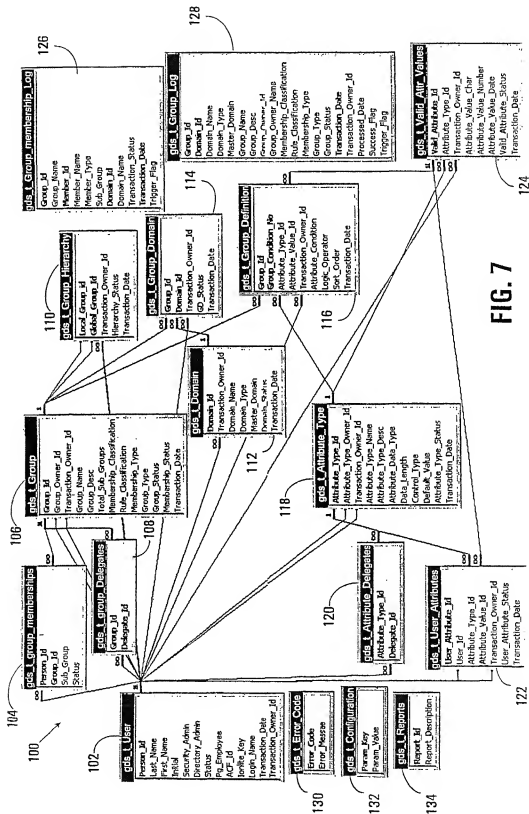 100
104
gds_t_group_memberships
Person_Id
Group_Id
Sub_Group
Status
106
gds_t_Group
Group_Id
Group_Owner_Id
Transaction_Owner_Id
Group_Name
Group_Desc
Total_Sub_Groups
Membership_Classification
Rule_Classification
Membership_Type
Group_Type
Group_Status
Membership_Status
Transaction_Date
110
gds_t_Group_Hierarchy
Local_Group_Id
Global_Group_Id
Transaction_Owner_Id
Hierarchy_Status
Transaction_Date
126
gds_t_Group_membership_Log
Group_Id
Group_Name
Member_Id
Member_Name
Member_Type
Sub_Group
Domain_Id
Domain_Name
Transaction_Status
Transaction_Date
Trigger_Flag
108
gds_t_group_Delegates
Group_Id
Delegate_Id
114
gds_t_Group_Domain
Group_Id
Domain_Id
Transaction_Owner_Id
GD_Status
Transaction_Date
128
gds_t_Group_Log
Group_Id
Domain_Id
Domain_Name
Domain_Type
Master_Domain
Group_Name
Group_Desc
Group_Owner_Id
Group_Owner_Name
Membership_Classification
Rule_Classification
Membership_Type
Group_Type
Group_Status
Transaction_Date
Transaction_Owner_Id
Processed_Date
Success_Flag
Trigger_Flag
102
gds_t_User
Person_Id
Last_Name
First_Name
Initial
Security_Admin
Directory_Admin
Status
Pg_Employee
ACF_Id
Ionlite_Key
Login_Name
Transaction_Date
Transaction_Owner_Id
112
gds_t_Domain
Domain_Id
Transaction_Owner_Id
Domain_Name
Domain_Type
Master_Domain
Domain_Status
Transaction_Date
116
gds_t_Group_Definition
Group_Id
Group_Condition_No
Attribute_Type_Id
Attribute_Value_Id
Transaction_Owner_Id
Attribute_Condition
Logic_Operator
Sort_Order
Transaction_Date
130
gds_t_Error_Code
Error_Code
Error_Messae
132
gds_t_Configuration
Param_Key
Param_Value
134
gds_t_Reports
Report_Id
Report_Description
120
gds_t_Attribute_Delegates
Attribute_Type_Id
Delegate_Id
118
gds_t_Attribute_Type
Attribute_Type_Id
Attribute_Type_Owner_Id
Transaction_Owner_Id
Attribute_Type_Name
Attribute_Type_Desc
Attribute_Data_Type
Data_Length
Control_Type
Default_Value
Attribute_Type_Status
Transaction_Date
122
gds_t_User_Attributes
User_Attribute_Id
User_Id
Attribute_Type_Id
Attribute_Value_Id
Transaction_Owner_Id
User_Attribute_Status
Transaction_Date
124
gds_t_Valid_Attr_Values
Valid_Attribute_Id
Attribute_Type_Id
Transaction_Owner_Id
Attribute_Value_Char
Attribute_Value_Number
Attribute_Value_Date
Valid_Attribute_Status
Transaction_Date
FIG. 7